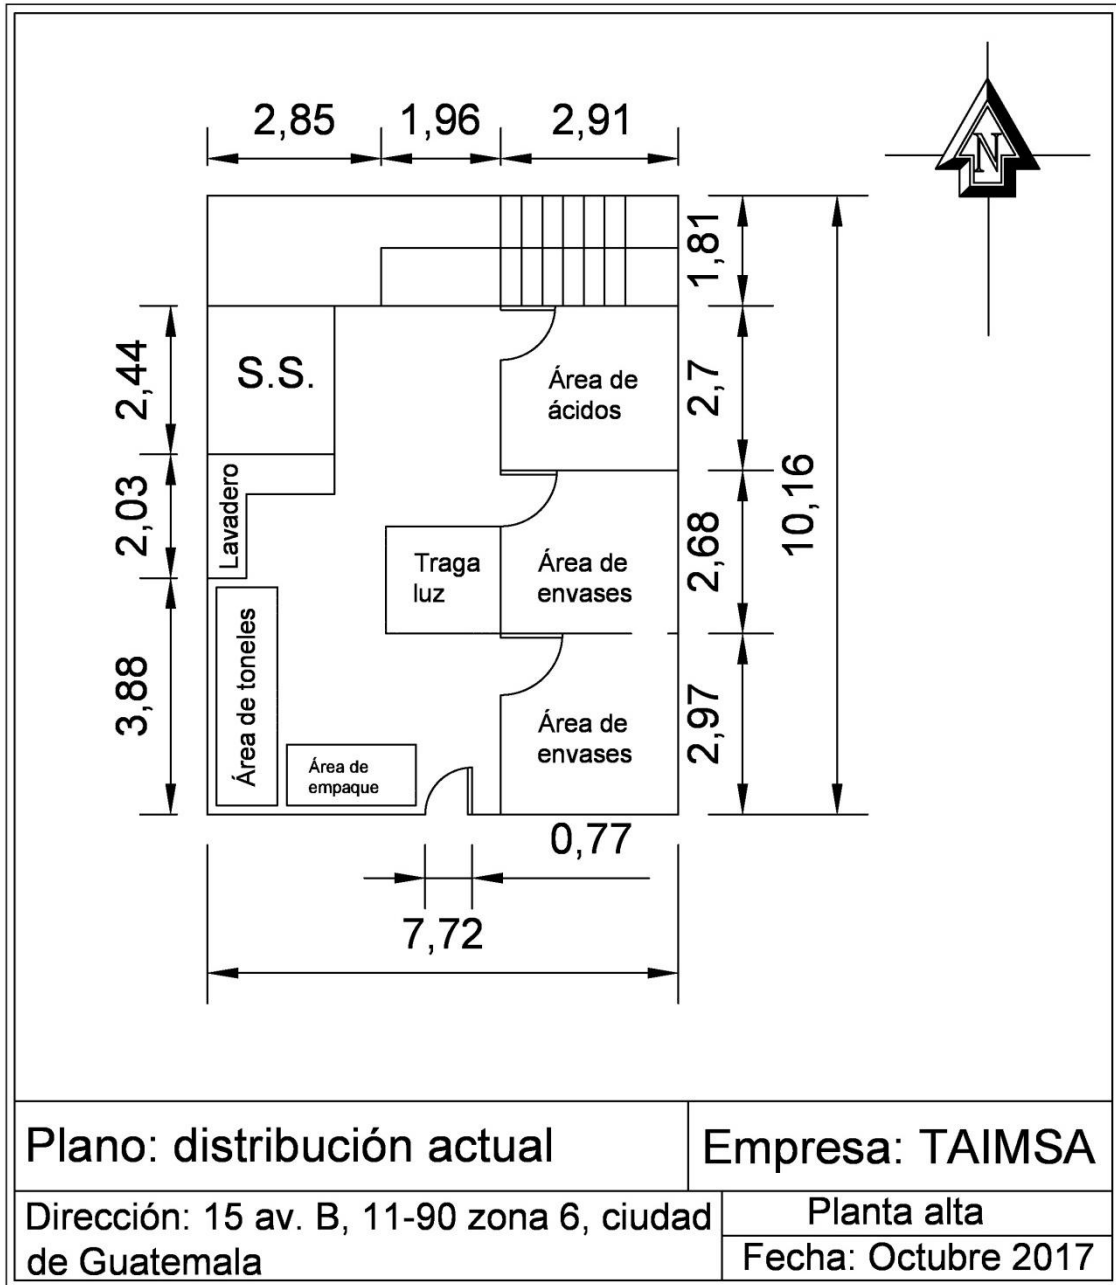 2,85
1,96
2,91
N
1,81
2,44
S.S.
Área de
ácidos
2,7
10,16
2,03
Lavadero
Traga
luz
Área de
envases
2,68
3,88
Área de toneles
Área de
empaque
Área de
envases
2,97
0,77
7,72
Plano: distribución actual
Empresa: TAIMSA
Dirección: 15 av. B, 11-90 zona 6, ciudad
de Guatemala
Planta alta
Fecha: Octubre 2017